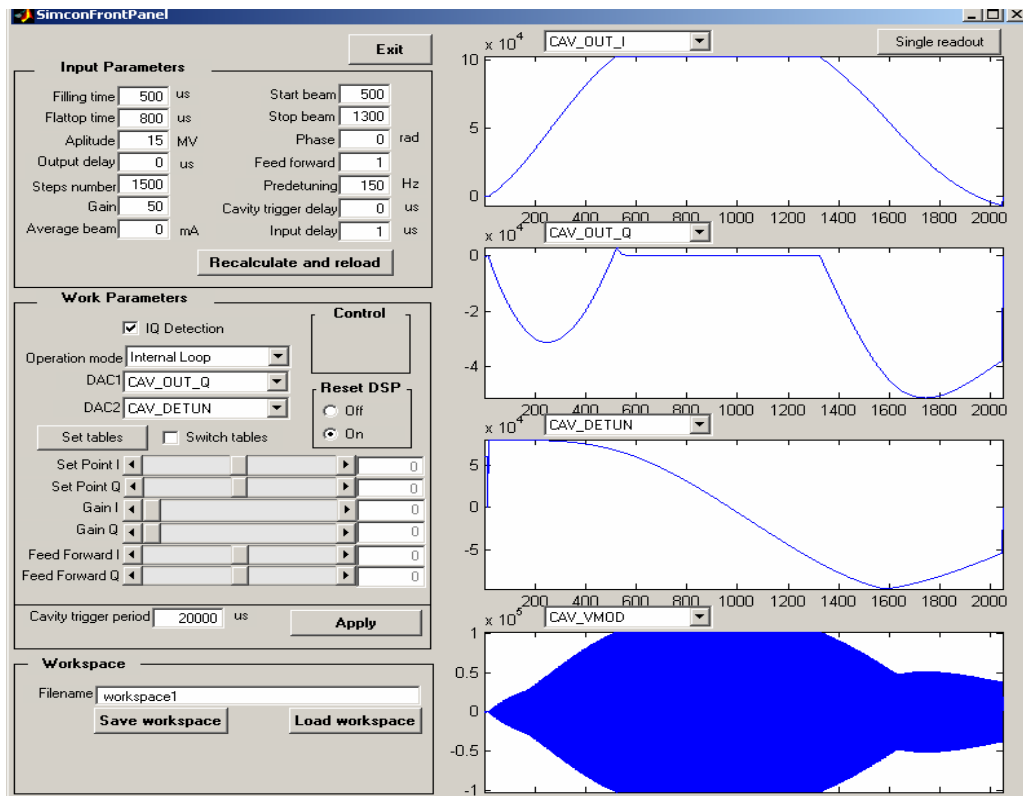 SimconFrontPanel
Exit
Input Parameters
Filling time 500 us
Flattop time 800 us
Aplitude 15 MV
Output delay 0 us
Steps number 1500
Gain 50
Average beam 0 mA
Start beam 500
Stop beam 1300
Phase 0 rad
Feed forward 1
Predetuning 150 Hz
Cavity trigger delay 0 us
Input delay 1 us
Recalculate and reload
Work Parameters
IQ Detection
Operation mode Internal Loop
DAC1 CAV_OUT_Q
DAC2 CAV_DETUN
Set tables Switch tables
Control
Reset DSP
Off
On
Set Point I 0
Set Point Q 0
Gain I 0
Gain Q 0
Feed Forward I 0
Feed Forward Q 0
Cavity trigger period 20000 us
Apply
Workspace
Filename workspace1
Save workspace Load workspace
x 10^4 CAV_OUT_I Single readout
10
5
0
200 400 600 800 1000 1200 1400 1600 1800 2000
x 10^4 CAV_OUT_Q
0
-2
-4
200 400 600 800 1000 1200 1400 1600 1800 2000
x 10^4 CAV_DETUN
5
0
-5
200 400 600 800 1000 1200 1400 1600 1800 2000
x 10^5 CAV_VMOD
1
0.5
0
-0.5
-1